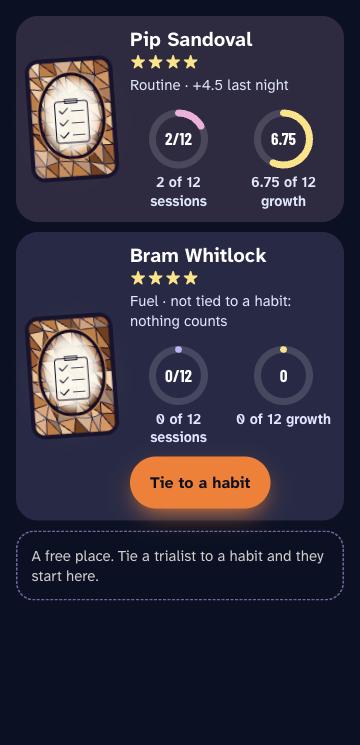 Pip Sandoval
Routine · +4.5 last night
2/12
6.75
2 of 12
sessions
6.75 of 12
growth
Bram Whitlock
Fuel · not tied to a habit:
nothing counts
0/12
0
0 of 12
sessions
0 of 12 growth
Tie to a habit
A free place. Tie a trialist to a habit and they
start here.